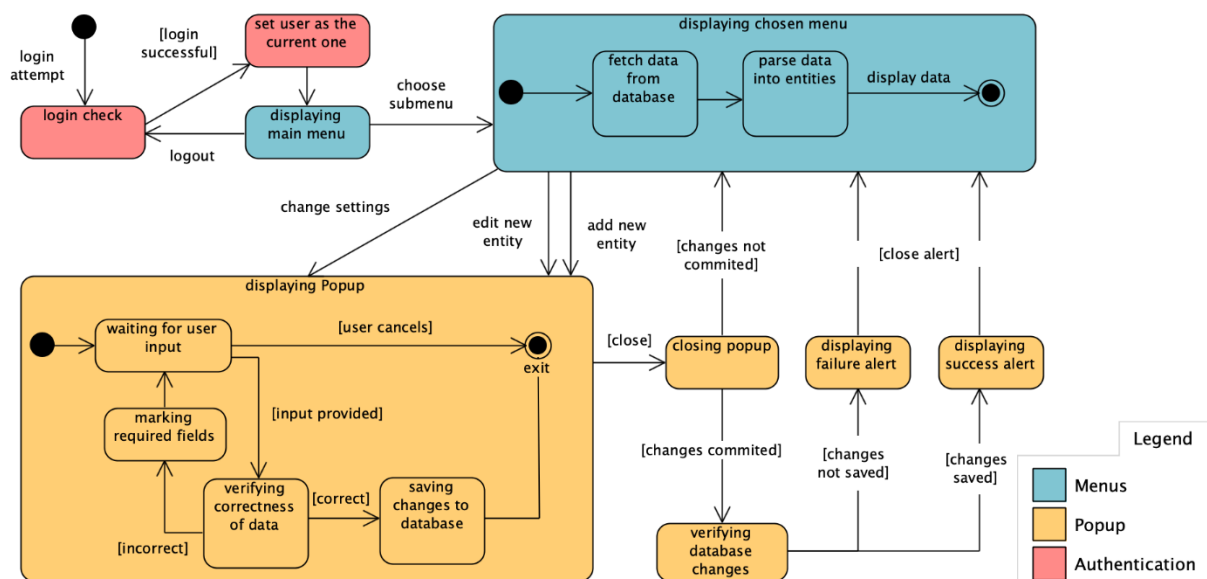 displaying chosen menu
set user as the
current one
[login
successful]
login
attempt
fetch data
from
database
parse data
into entities
display data
choose
submenu
login check
displaying
main menu
logout
change settings
edit new
entity
add new
entity
[changes not
commited]
[close alert]
displaying Popup
waiting for user
input
[user cancels]
exit
[close]
closing popup
displaying
failure alert
displaying
success alert
marking
required fields
[input provided]
[changes commited]
[changes
not saved]
[changes
saved]
verifying
correctness
of data
[correct]
saving
changes to
database
[incorrect]
verifying
database
changes
Legend
Menus
Popup
Authentication